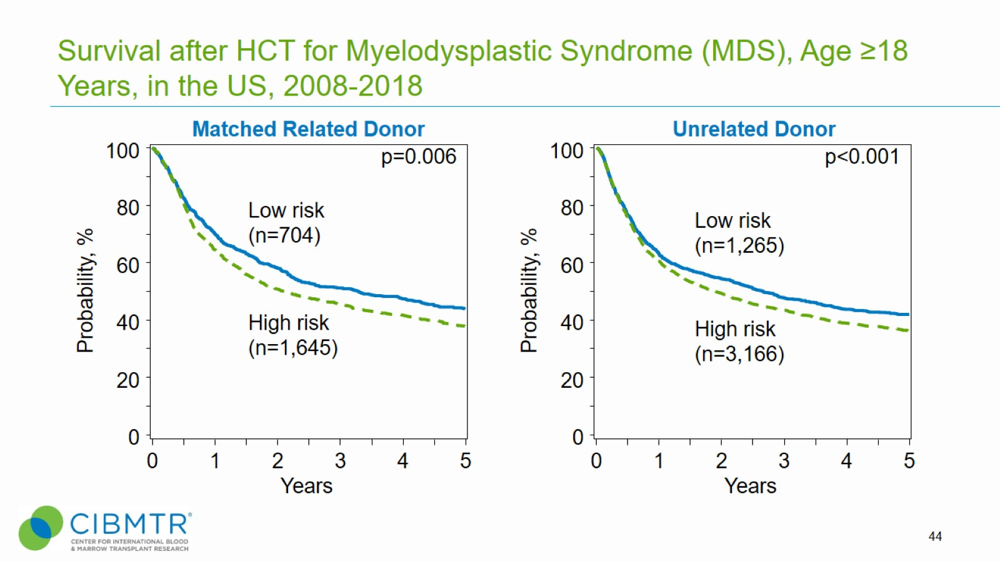 Survival after HCT for Myelodysplastic Syndrome (MDS), Age ≥18
Years, in the US, 2008-2018
Matched Related Donor
p=0.006
100
80
60
40
20
0
Probability, %
Low risk
(n=704)
High risk
(n=1,645)
0 1 2 3 4 5
Years
Unrelated Donor
p<0.001
100
80
60
40
20
0
Probability, %
Low risk
(n=1,265)
High risk
(n=3,166)
0 1 2 3 4 5
Years
CIBMTR®
CENTER FOR INTERNATIONAL BLOOD
& MARROW TRANSPLANT RESEARCH
44